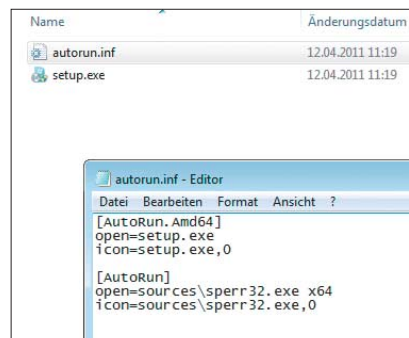 Name Änderungsdatum
autorun.inf 12.04.2011 11:19
setup.exe 12.04.2011 11:19
autorun.inf - Editor
Datei Bearbeiten Format Ansicht ?
[AutoRun.Amd64]
open=setup.exe
icon=setup.exe,0
[AutoRun]
open=sources\sperr32.exe x64
icon=sources\sperr32.exe,0